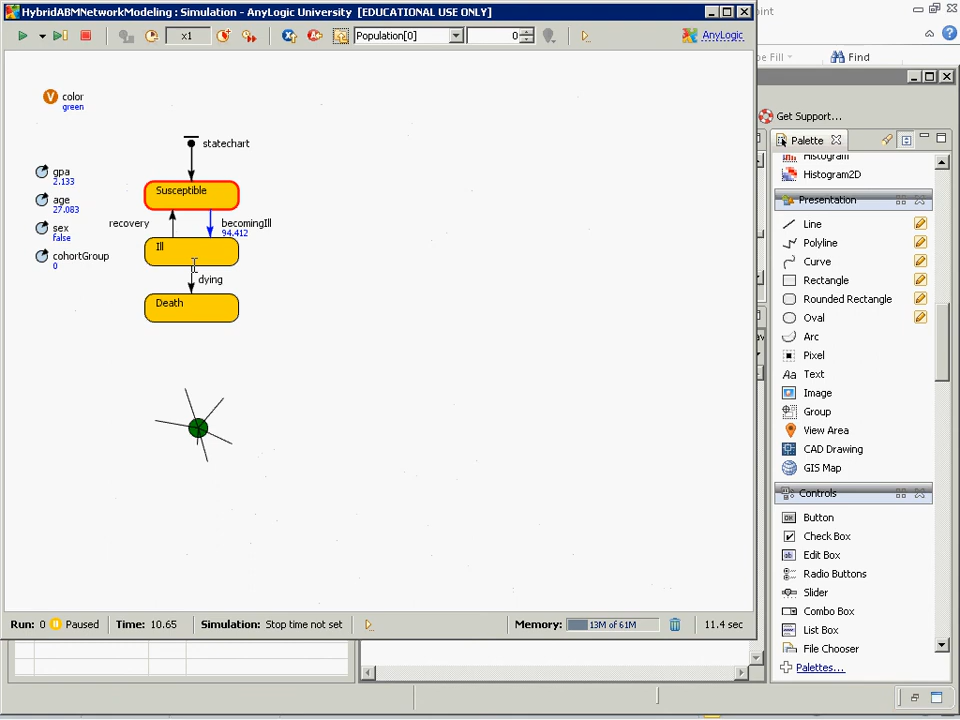 HybridABMNetworkModeling : Simulation - AnyLogic University [EDUCATIONAL USE ONLY]
x1
Population[0]
0
AnyLogic
Find
Get Support...
color
green
statechart
gpa
2.133
age
27.083
sex
false
cohortGroup
0
Susceptible
recovery
becomingIll
94.412
Ill
dying
Death
Palette
Histogram
Histogram2D
Presentation
Line
Polyline
Curve
Rectangle
Rounded Rectangle
Oval
Arc
Pixel
Aa Text
Image
Group
View Area
CAD Drawing
GIS Map
Controls
Button
Check Box
Edit Box
Radio Buttons
Slider
Combo Box
List Box
File Chooser
Palettes...
Run: 0 Paused Time: 10.65 Simulation: Stop time not set Memory: 13M of 61M 11.4 sec